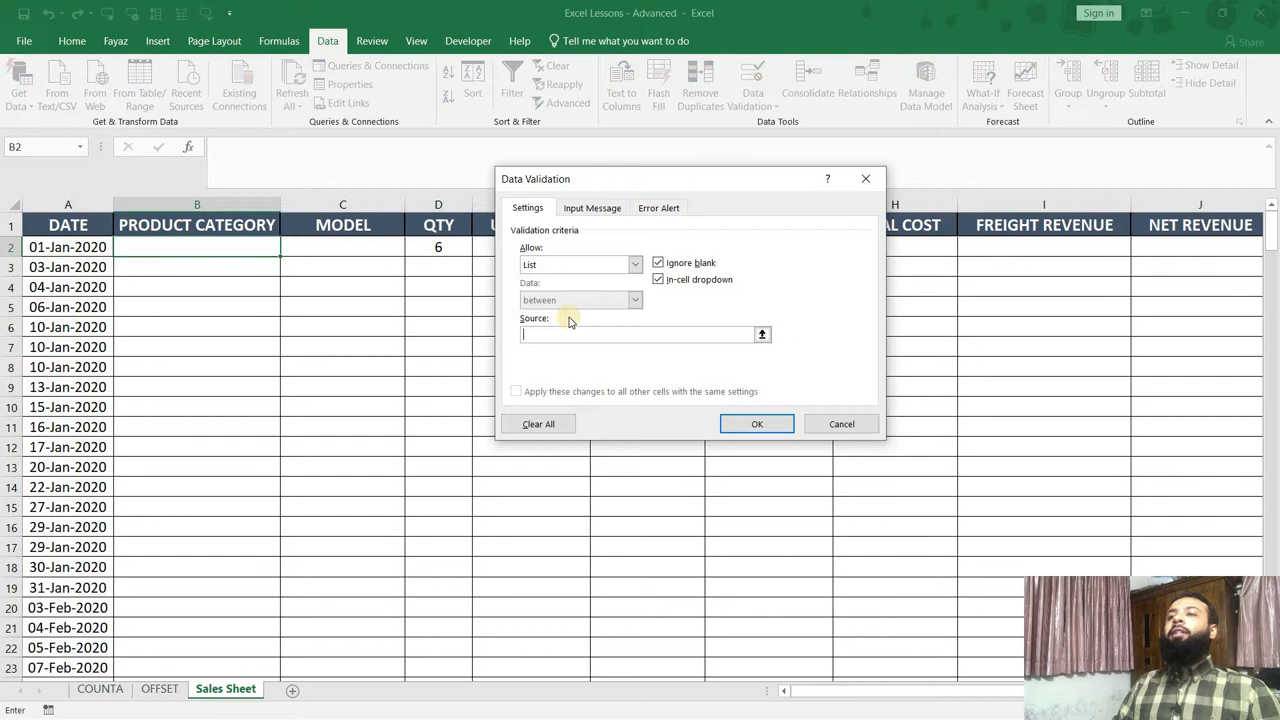 Excel Lessons - Advanced - Excel
Sign in
File Home Fayaz Insert Page Layout Formulas Data Review View Developer Help Tell me what you want to do Share
Get Data
From Text/CSV
From Web
From Table/Range
Recent Sources
Existing Connections
Get & Transform Data
Refresh All
Queries & Connections
Properties
Edit Links
Queries & Connections
Sort
Filter
Clear
Reapply
Advanced
Sort & Filter
Text to Columns
Flash Fill
Remove Duplicates
Data Validation
Consolidate
Relationships
Manage Data Model
Data Tools
What-If Analysis
Forecast Sheet
Forecast
Group
Ungroup
Subtotal
Show Detail
Hide Detail
Outline
B2 fx
Data Validation ?
Settings Input Message Error Alert
Validation criteria
Allow:
List Ignore blank
In-cell dropdown
Data:
between
Source:
Apply these changes to all other cells with the same settings
Clear All OK Cancel
A B C D H I J
1 DATE PRODUCT CATEGORY MODEL QTY U AL COST FREIGHT REVENUE NET REVENUE
2 01-Jan-2020 6
3 03-Jan-2020
4 04-Jan-2020
5 06-Jan-2020
6 10-Jan-2020
7 10-Jan-2020
8 10-Jan-2020
9 13-Jan-2020
10 15-Jan-2020
11 16-Jan-2020
12 17-Jan-2020
13 20-Jan-2020
14 22-Jan-2020
15 27-Jan-2020
16 29-Jan-2020
17 29-Jan-2020
18 30-Jan-2020
19 31-Jan-2020
20 03-Feb-2020
21 04-Feb-2020
22 05-Feb-2020
23 07-Feb-2020
COUNTA OFFSET Sales Sheet
Enter